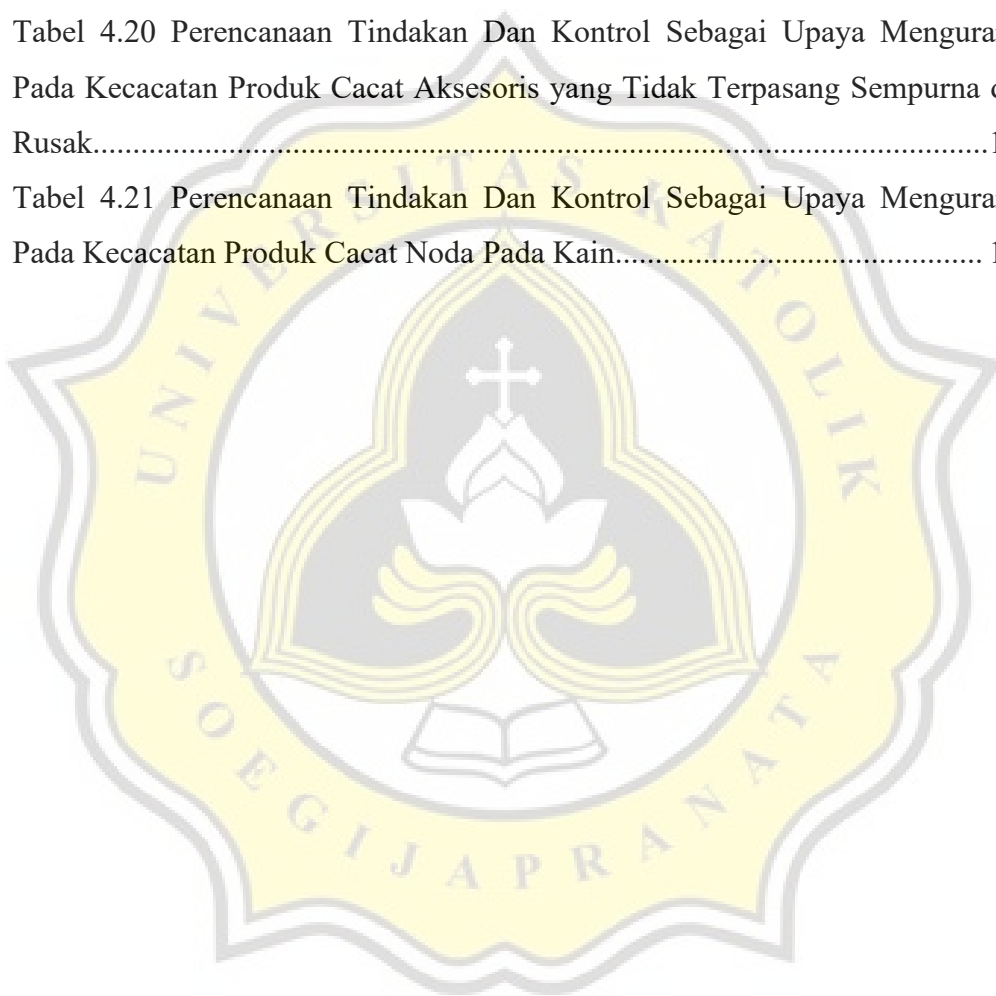 Tabel 4.20 Perencanaan Tindakan Dan Kontrol Sebagai Upaya
Pada Kecacatan Produk Cacat Aksesoris yang Tidak Terpasang Sempurna
Rusak...............................................................................................................
Tabel 4.21 Perencanaan Tindakan Dan Kontrol Sebagai Upaya
Pada Kecacatan Produk Cacat Noda Pada Kain..............................................
UNIVERSITAS KATOLIK
SOEGIJAPRANATA